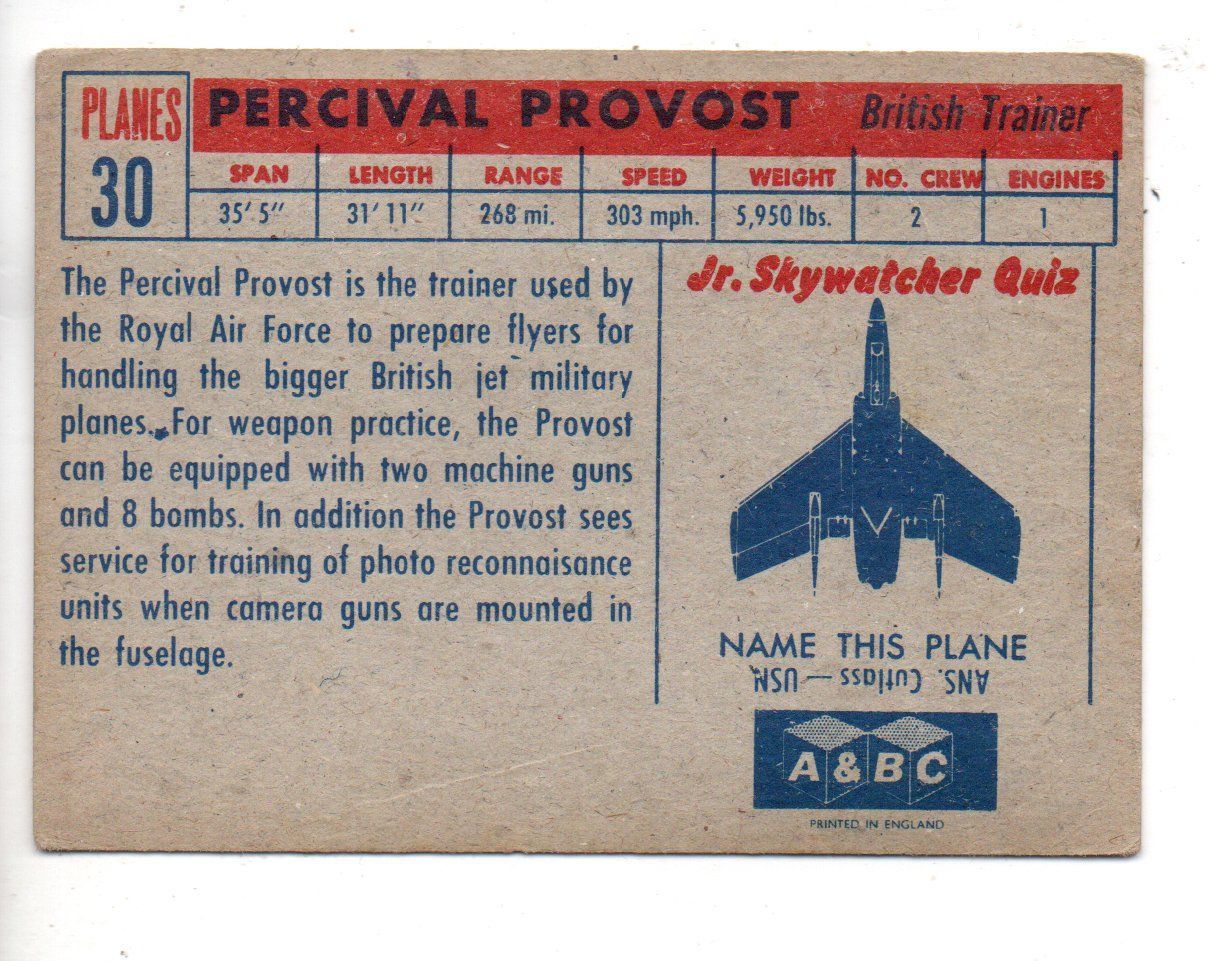 PLANES
30
PERCIVAL PROVOST British Trainer
SPAN LENGTH RANGE SPEED WEIGHT NO. CREW ENGINES
35' 5" 31' 11" 268 mi. 303 mph. 5,950 lbs. 2 1
The Percival Provost is the trainer used by
the Royal Air Force to prepare flyers for
handling the bigger British jet military
planes. For weapon practice, the Provost
can be equipped with two machine guns
and 8 bombs. In addition the Provost sees
service for training of photo reconnaisance
units when camera guns are mounted in
the fuselage.
Jr. Skywatcher Quiz
NAME THIS PLANE
ANS. Cutlass — USN
A & B C
PRINTED IN ENGLAND